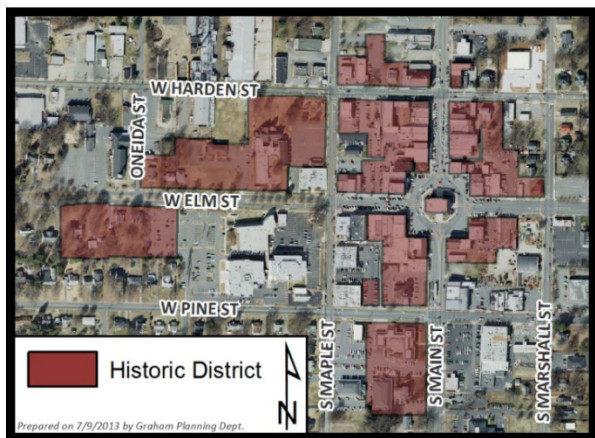 W HARDEN ST
ONEIDA ST
W ELM ST
W PINE ST
S MAPLE ST
S MAIN ST
S MARSHALL ST
Historic District
N
Prepared on 7/9/2013 by Graham Planning Dept.